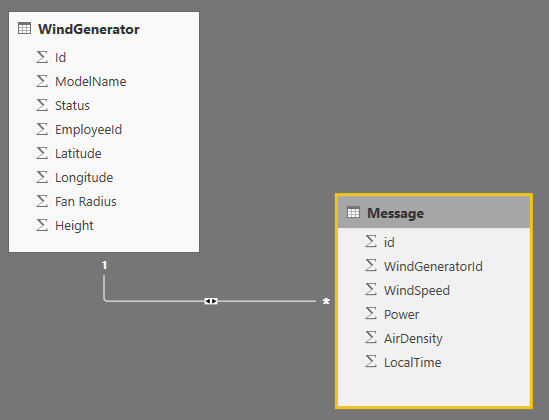 WindGenerator
Id
ModelName
Status
EmployeeId
Latitude
Longitude
Fan Radius
Height
1
*
Message
id
WindGeneratorId
WindSpeed
Power
AirDensity
LocalTime